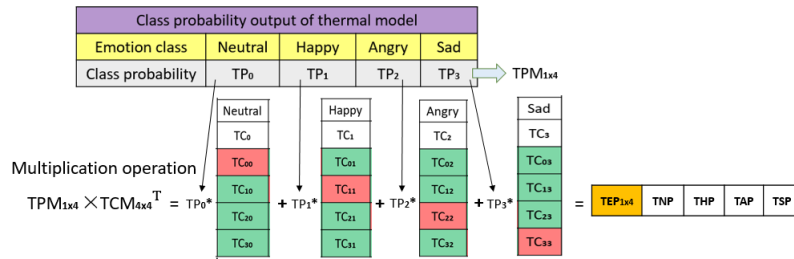 Class probability output of thermal model
Emotion class Neutral Happy Angry Sad
Class probability TP₀ TP₁ TP₂ TP₃ TPM₁ₓ₄
Neutral Happy Angry Sad
TC₀ TC₁ TC₂ TC₃
TC₀₀ TC₀₁ TC₀₂ TC₀₃
Multiplication operation
TC₁₀ TC₁₁ TC₁₂ TC₁₃
TPM₁ₓ₄ ×TCM₄ₓ₄ᵀ = TP₀* + TP₁* + TP₂* + TP₃* = TEP₁ₓ₄ TNP THP TAP TSP
TC₂₀ TC₂₁ TC₂₂ TC₂₃
TC₃₀ TC₃₁ TC₃₂ TC₃₃